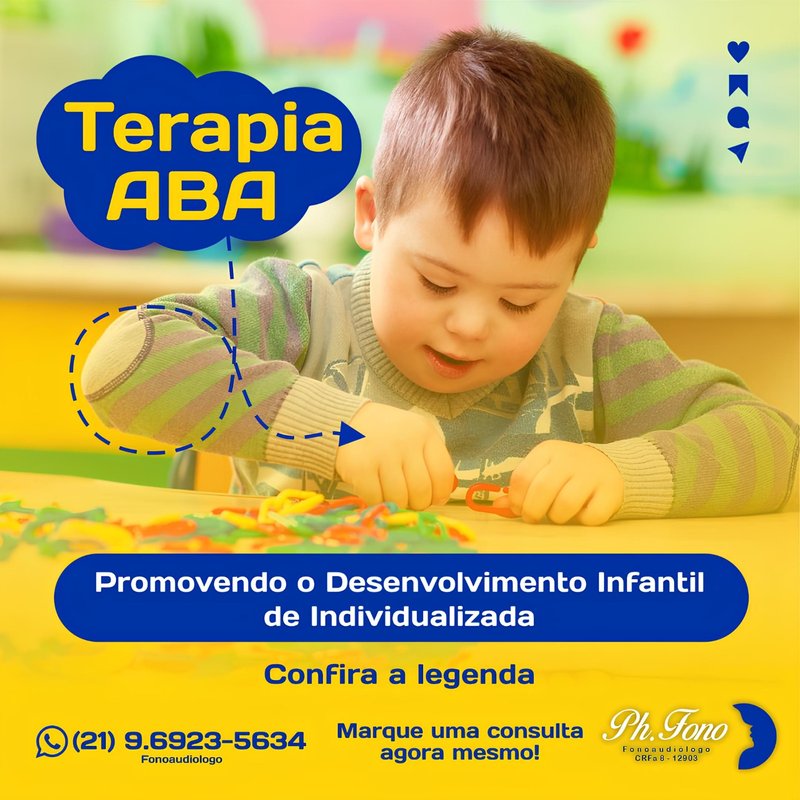 Terapia
ABA
Promovendo o Desenvolvimento Infantil
de Individualizada
Confira a legenda
(21) 9.6923-5634
Fonoaudiologo
Marque uma consulta
agora mesmo!
Ph.Fono
Fonoaudiologo
CRFa 8 - 12903